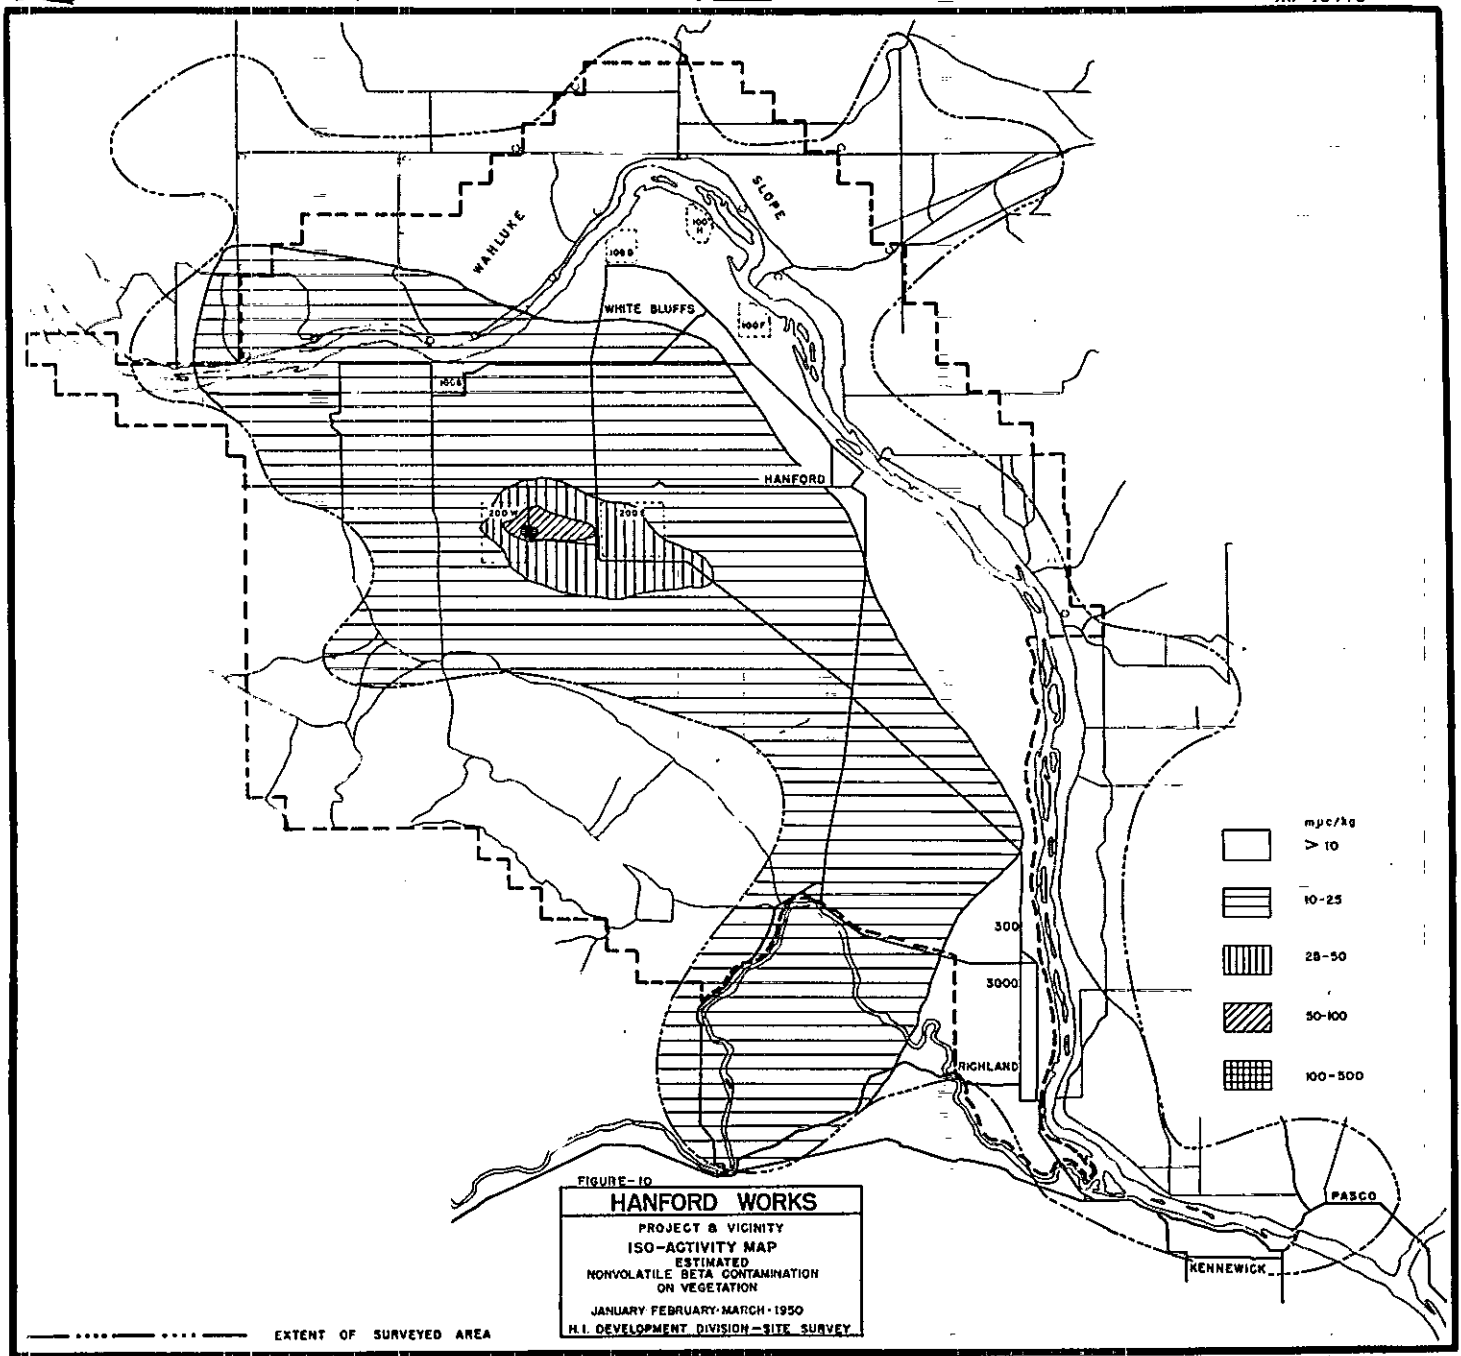 WAHLUKE
SLOPE
100 H
100 D
WHITE BLUFFS
100 F
100 B
HANFORD
200 W
200 E
mμc/kg
> 10
10-25
28-50
50-100
100-500
300
3000
RICHLAND
PASCO
KENNEWICK
FIGURE-10
HANFORD WORKS
PROJECT & VICINITY
ISO-ACTIVITY MAP
ESTIMATED
NONVOLATILE BETA CONTAMINATION
ON VEGETATION
JANUARY·FEBRUARY·MARCH·1950
H.I. DEVELOPMENT DIVISION-SITE SURVEY
EXTENT OF SURVEYED AREA